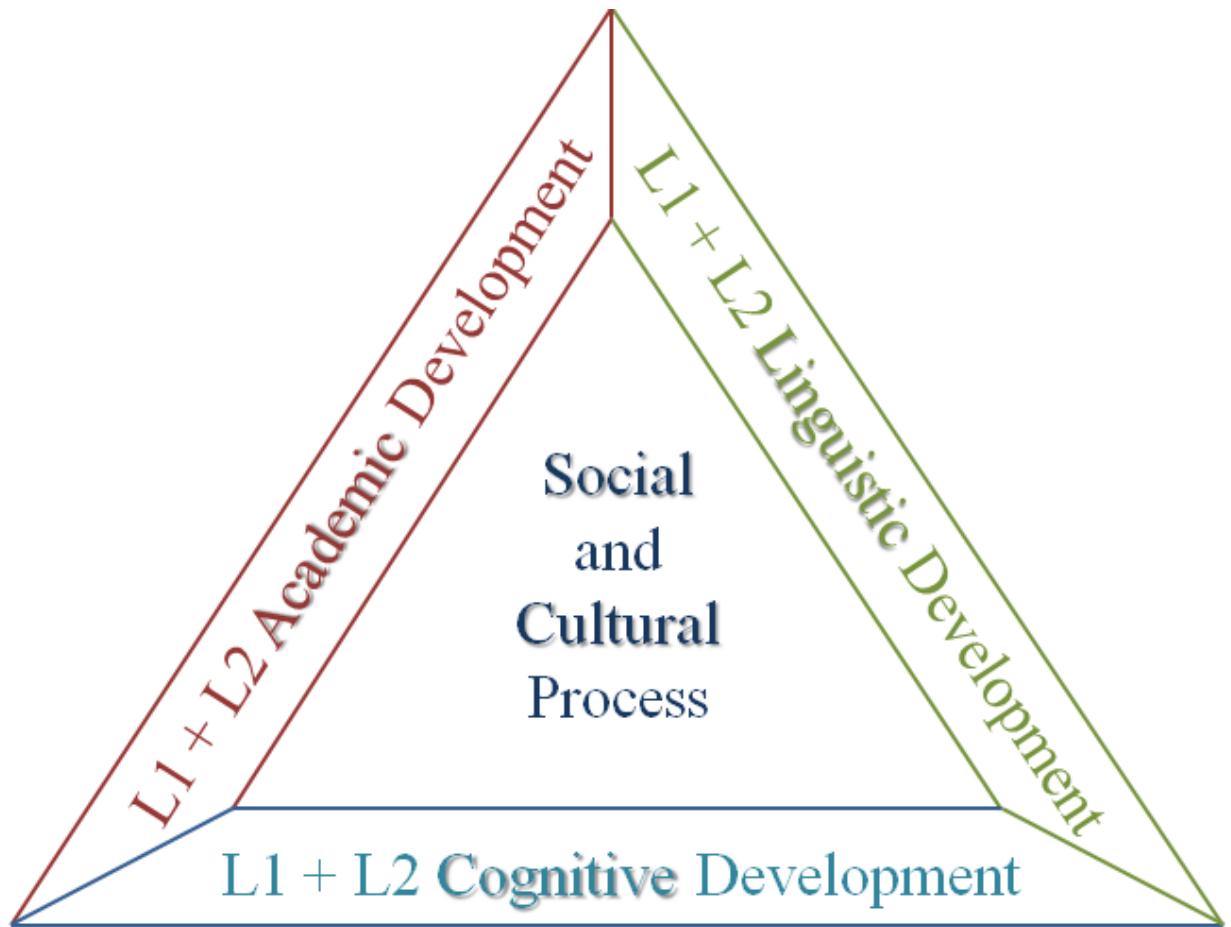 L1 + L2 Academic Development
L1 + L2 Linguistic Development
Social
and
Cultural
Process
L1 + L2 Cognitive Development